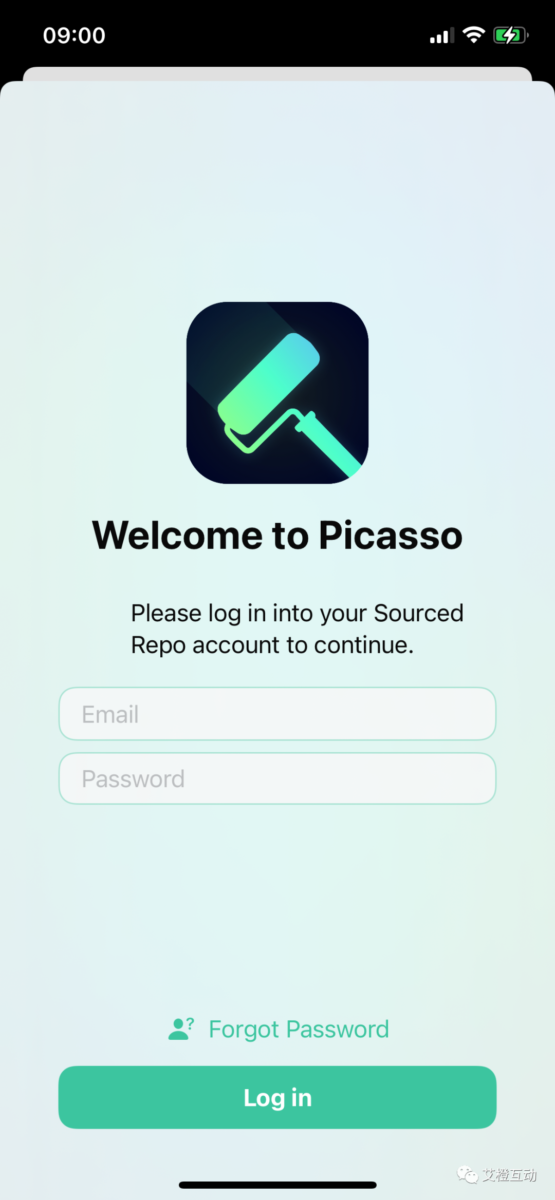 09:00
Welcome to Picasso
Please log in into your Sourced
Repo account to continue.
Email
Password
Forgot Password
Log in
艾橙互动